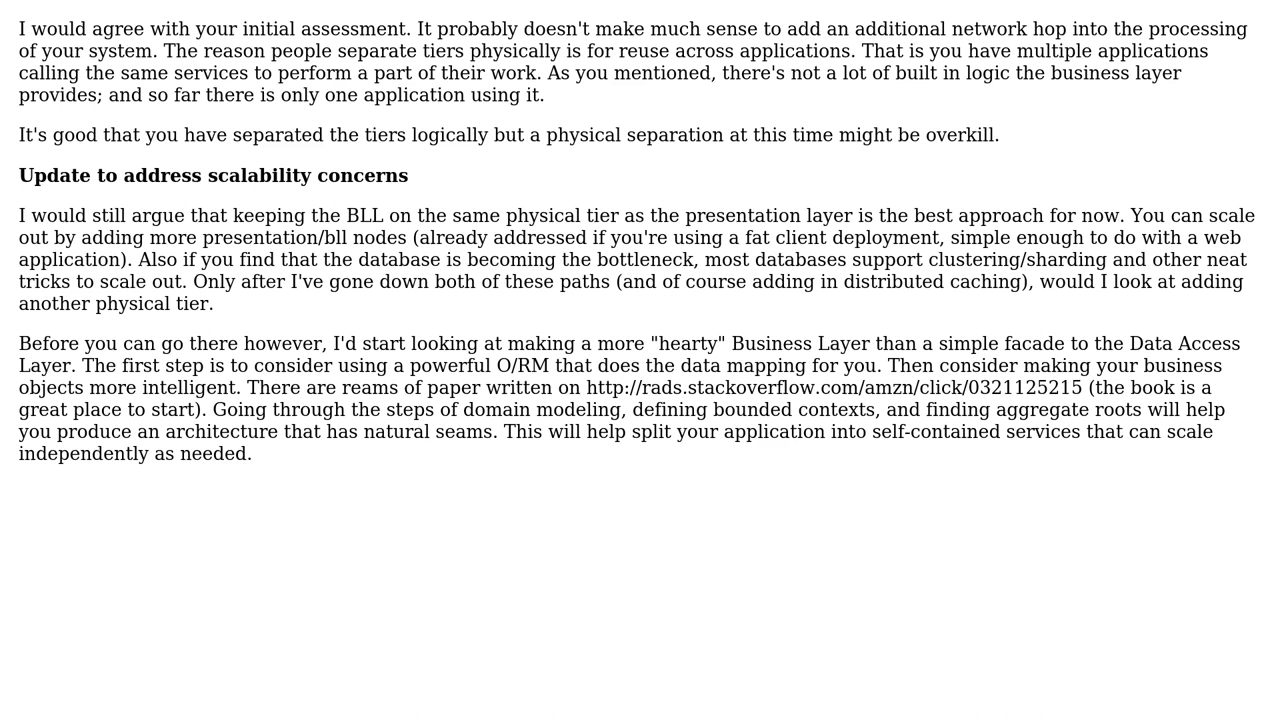 I would agree with your initial assessment. It probably doesn't make much sense to add an additional network hop into the processing
of your system. The reason people separate tiers physically is for reuse across applications. That is you have multiple applications
calling the same services to perform a part of their work. As you mentioned, there's not a lot of built in logic the business layer
provides; and so far there is only one application using it.
It's good that you have separated the tiers logically but a physical separation at this time might be overkill.
Update to address scalability concerns
I would still argue that keeping the BLL on the same physical tier as the presentation layer is the best approach for now. You can scale
out by adding more presentation/bll nodes (already addressed if you're using a fat client deployment, simple enough to do with a web
application). Also if you find that the database is becoming the bottleneck, most databases support clustering/sharding and other neat
tricks to scale out. Only after I've gone down both of these paths (and of course adding in distributed caching), would I look at adding
another physical tier.
Before you can go there however, I'd start looking at making a more "hearty" Business Layer than a simple facade to the Data Access
Layer. The first step is to consider using a powerful O/RM that does the data mapping for you. Then consider making your business
objects more intelligent. There are reams of paper written on http://rads.stackoverflow.com/amzn/click/0321125215 (the book is a
great place to start). Going through the steps of domain modeling, defining bounded contexts, and finding aggregate roots will help
you produce an architecture that has natural seams. This will help split your application into self-contained services that can scale
independently as needed.